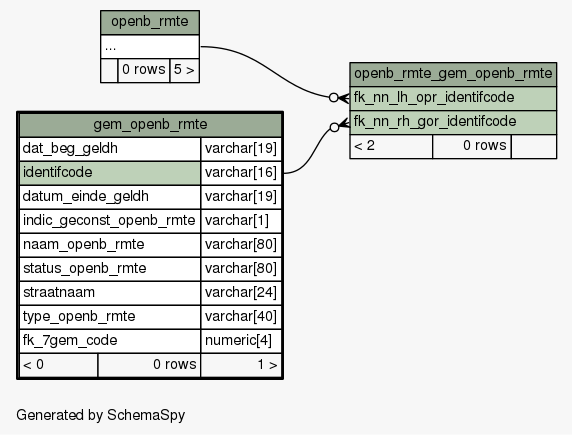 openb_rmte
...
0 rows 5 >
openb_rmte_gem_openb_rmte
fk_nn_lh_opr_identifcode
fk_nn_rh_gor_identifcode
< 2 0 rows
gem_openb_rmte
dat_beg_geldh varchar[19]
identifcode varchar[16]
datum_einde_geldh varchar[19]
indic_geconst_openb_rmte varchar[1]
naam_openb_rmte varchar[80]
status_openb_rmte varchar[80]
straatnaam varchar[24]
type_openb_rmte varchar[40]
fk_7gem_code numeric[4]
< 0 0 rows 1 >
Generated by SchemaSpy